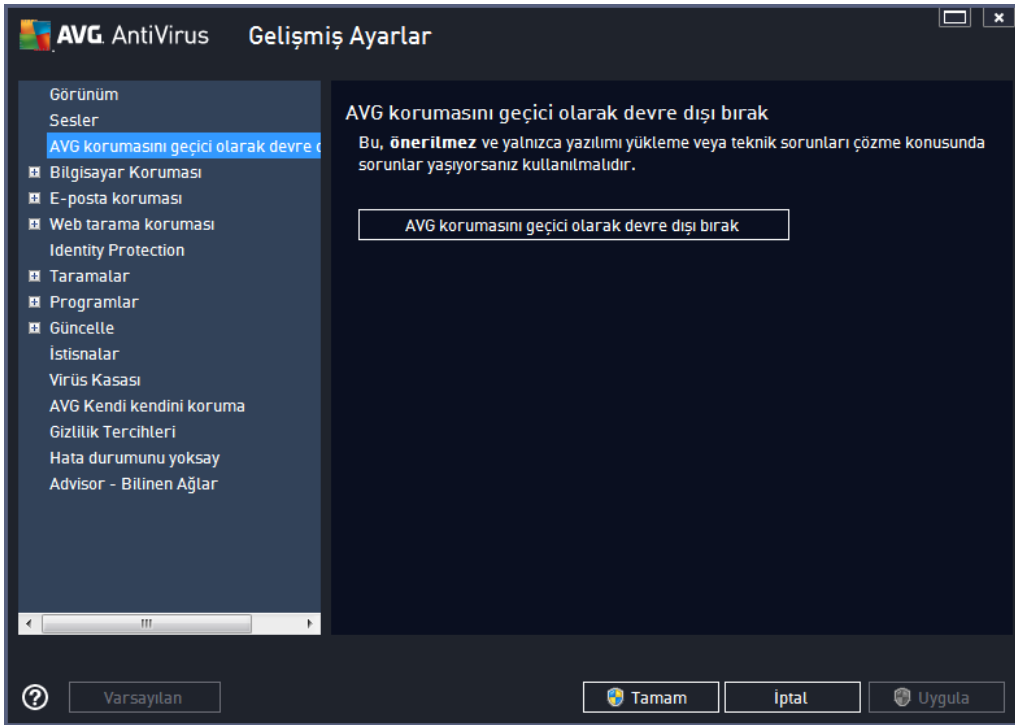 AVG. AntiVirus Gelişmiş Ayarlar
Görünüm
Sesler
AVG korumasını geçici olarak devre d
Bilgisayar Koruması
E-posta koruması
Web tarama koruması
Identity Protection
Taramalar
Programlar
Güncelle
İstisnalar
Virüs Kasası
AVG Kendi kendini koruma
Gizlilik Tercihleri
Hata durumunu yoksay
Advisor - Bilinen Ağlar
AVG korumasını geçici olarak devre dışı bırak
Bu, önerilmez ve yalnızca yazılımı yükleme veya teknik sorunları çözme konusunda
sorunlar yaşıyorsanız kullanılmalıdır.
AVG korumasını geçici olarak devre dışı bırak
Varsayılan
Tamam
İptal
Uygula